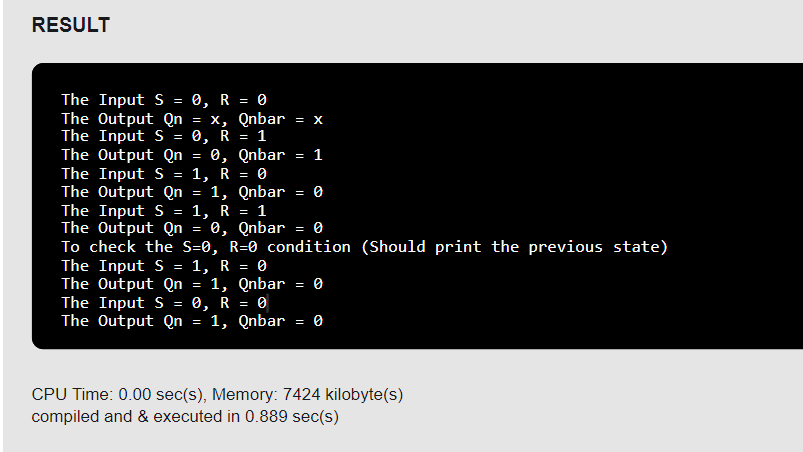 RESULT
The Input S = 0, R = 0
The Output Qn = x, Qnbar = x
The Input S = 0, R = 1
The Output Qn = 0, Qnbar = 1
The Input S = 1, R = 0
The Output Qn = 1, Qnbar = 0
The Input S = 1, R = 1
The Output Qn = 0, Qnbar = 0
To check the S=0, R=0 condition (Should print the previous state)
The Input S = 1, R = 0
The Output Qn = 1, Qnbar = 0
The Input S = 0, R = 0
The Output Qn = 1, Qnbar = 0
CPU Time: 0.00 sec(s), Memory: 7424 kilobyte(s)
compiled and & executed in 0.889 sec(s)